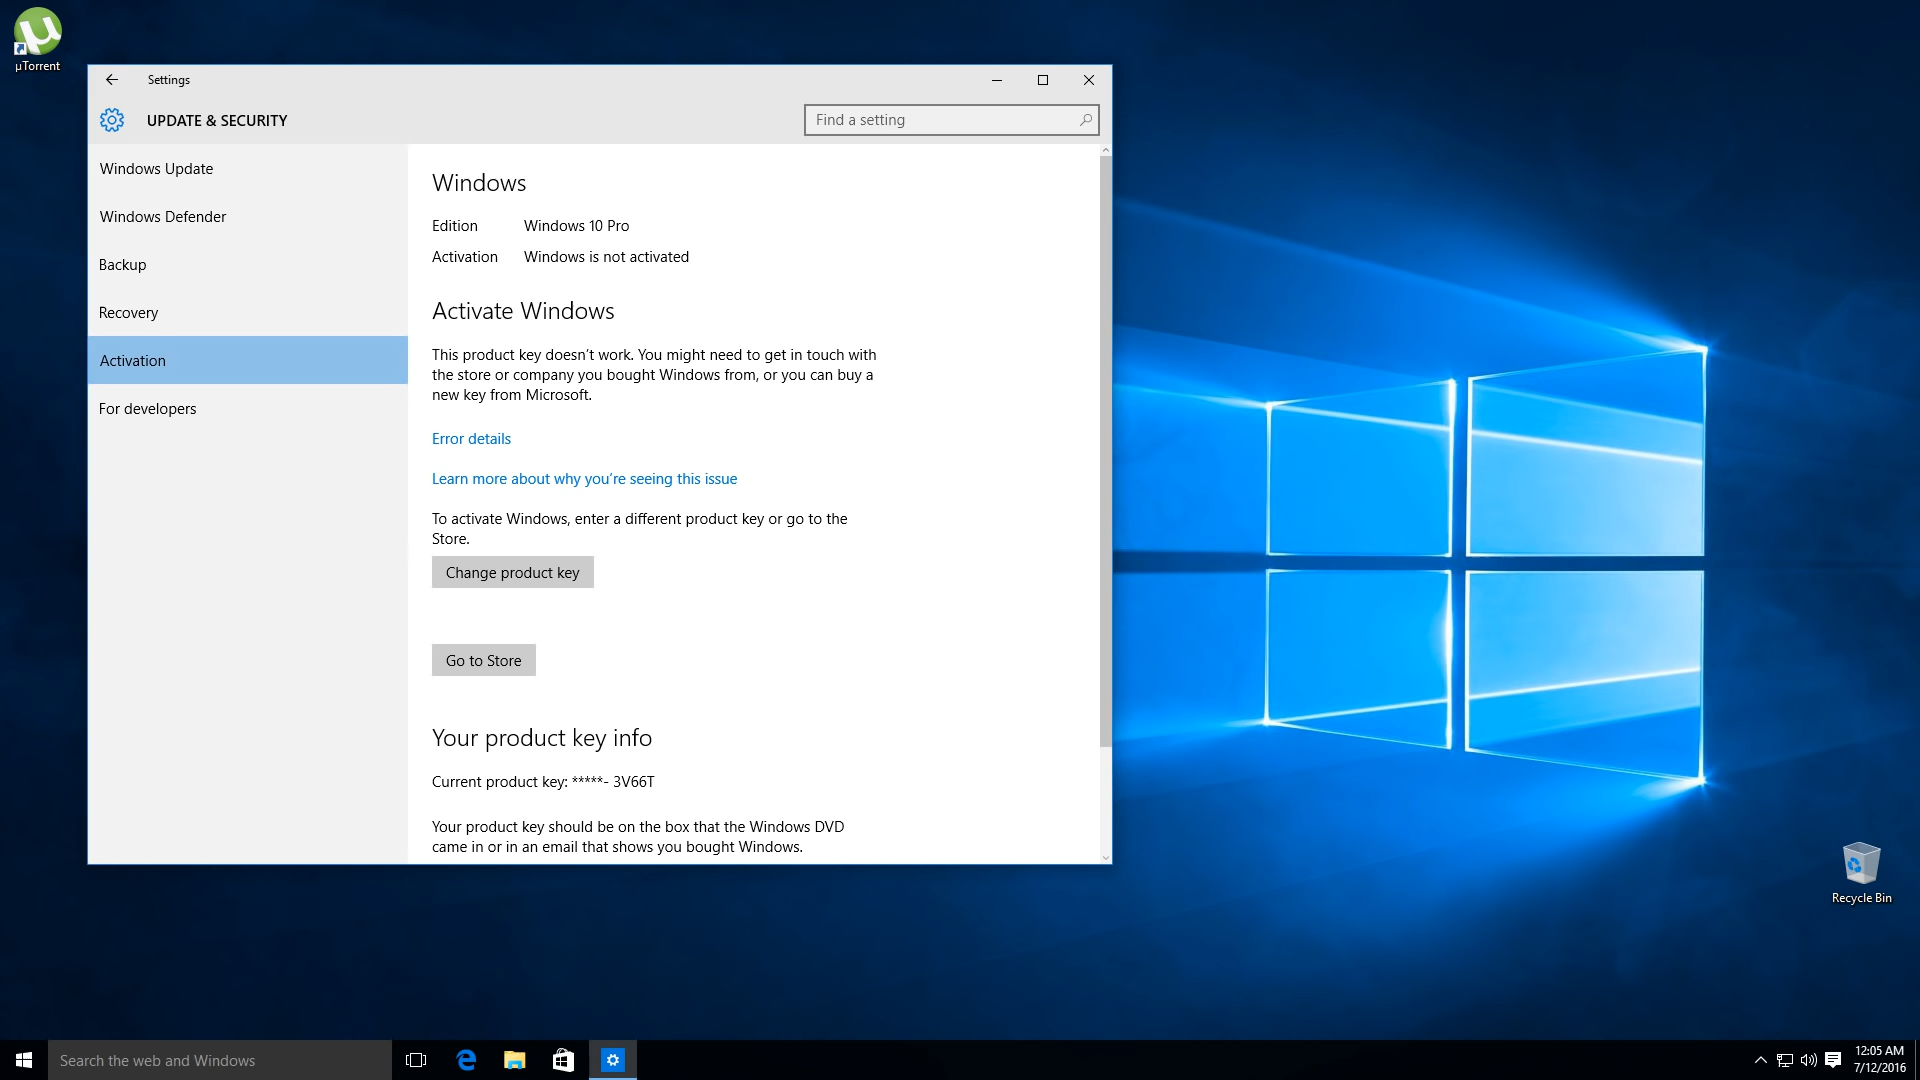 µTorrent
Settings
UPDATE & SECURITY
Find a setting
Windows Update
Windows Defender
Backup
Recovery
Activation
For developers
Windows
Edition Windows 10 Pro
Activation Windows is not activated
Activate Windows
This product key doesn’t work. You might need to get in touch with
the store or company you bought Windows from, or you can buy a
new key from Microsoft.
Error details
Learn more about why you’re seeing this issue
To activate Windows, enter a different product key or go to the
Store.
Change product key
Go to Store
Your product key info
Current product key: *****- 3V66T
Your product key should be on the box that the Windows DVD
came in or in an email that shows you bought Windows.
Recycle Bin
Search the web and Windows
12:05 AM
7/12/2016